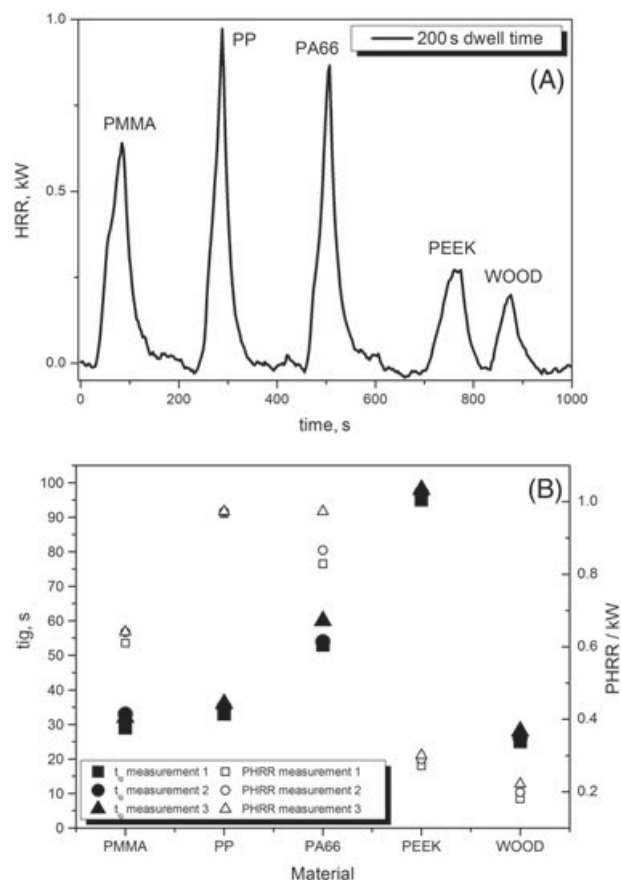 1.0
0.5
0.0
HRR, kW
200 s dwell time
(A)
PMMA
PP
PA66
PEEK
WOOD
0
200
400
600
800
1000
time, s
(B)
100
90
80
70
60
50
40
30
20
10
0
tig, s
1.0
0.8
0.6
0.4
0.2
PHRR / kW
tig measurement 1
PHRR measurement 1
tig measurement 2
PHRR measurement 2
tig measurement 3
PHRR measurement 3
PMMA
PP
PA66
PEEK
WOOD
Material